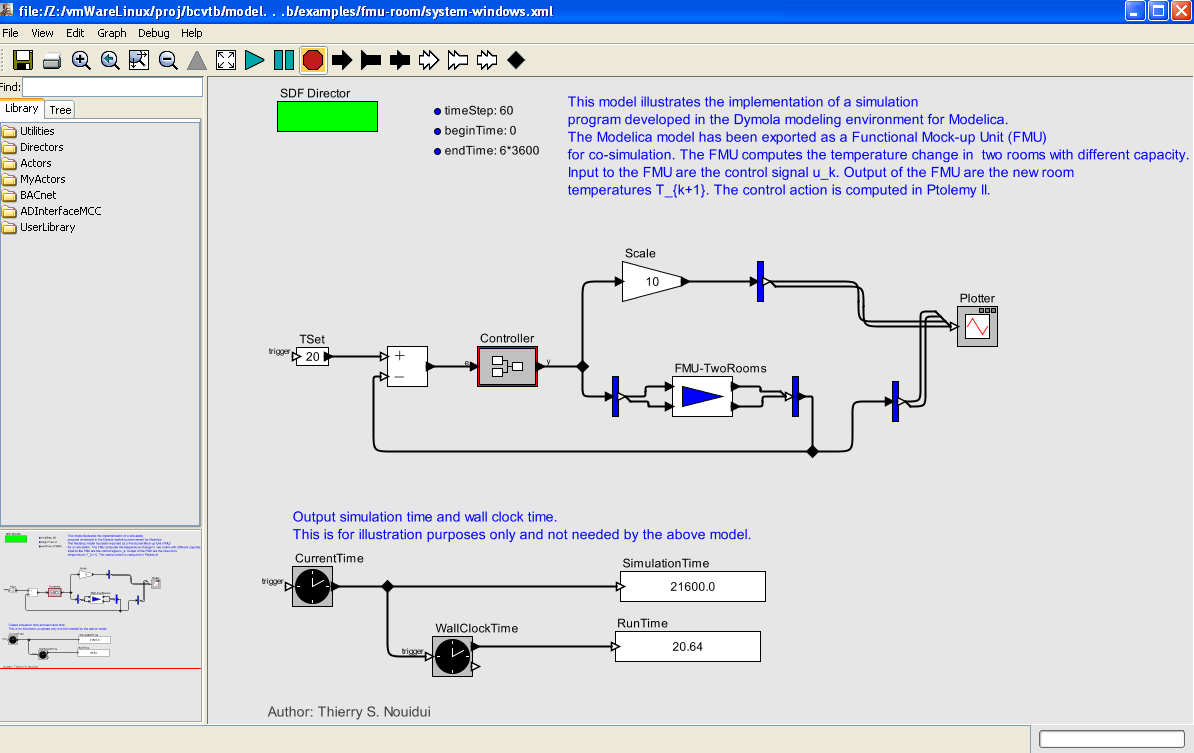 file:/Z:/vmWareLinux/proj/bcvtb/model. . .b/examples/fmu-room/system-windows.xml
File View Edit Graph Debug Help
Find:
Library Tree
Utilities
Directors
Actors
MyActors
BACnet
ADInterfaceMCC
UserLibrary
SDF Director
timeStep: 60
beginTime: 0
endTime: 6*3600
This model illustrates the implementation of a simulation
program developed in the Dymola modeling environment for Modelica.
The Modelica model has been exported as a Functional Mock-up Unit (FMU)
for co-simulation. The FMU computes the temperature change in  two rooms with different capacity.
Input to the FMU are the control signal u_k. Output of the FMU are the new room
temperatures T_{k+1}. The control action is computed in Ptolemy II.
Scale
10
Plotter
TSet
trigger
20
+
−
Controller
e
y
FMU-TwoRooms
Output simulation time and wall clock time.
This is for illustration purposes only and not needed by the above model.
CurrentTime
trigger
SimulationTime
21600.0
WallClockTime
trigger
RunTime
20.64
Author: Thierry S. Nouidui